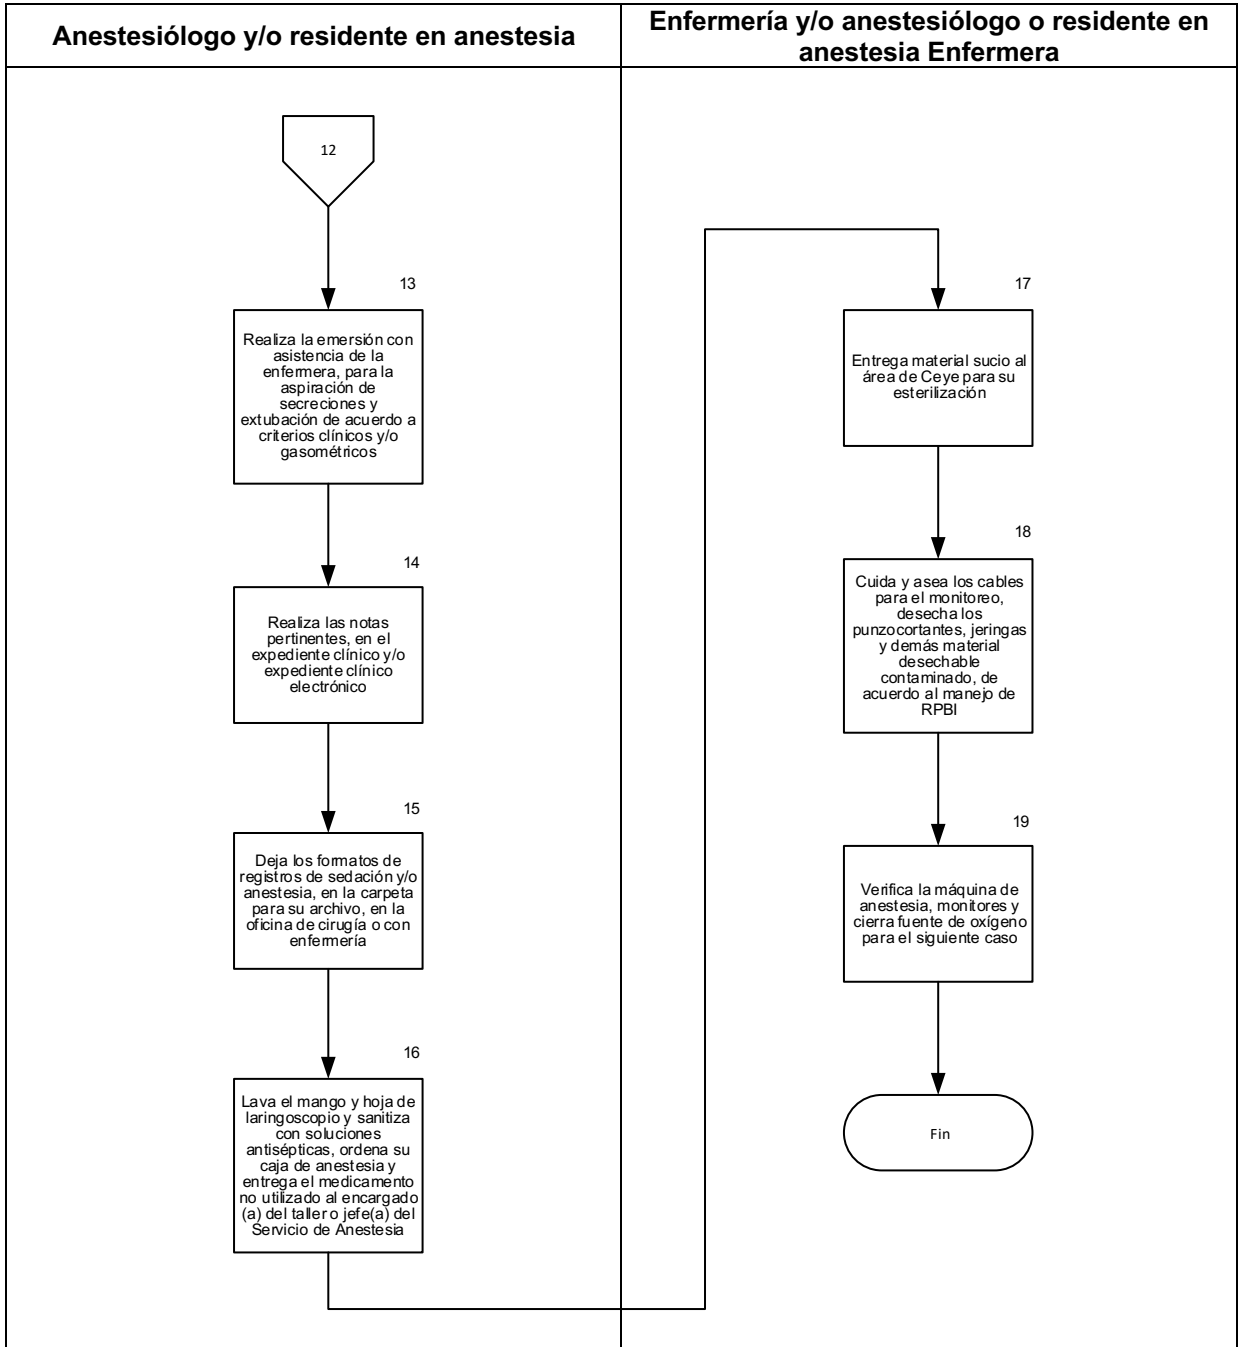 Anestesiólogo y/o residente en anestesia
Enfermería y/o anestesiólogo o residente en
anestesia Enfermera
12
13
Realiza la emersión con
asistencia de la
enfermera, para la
aspiración de
secreciones y
extubación de acuerdo a
criterios clínicos y/o
gasométricos
14
Realiza las notas
pertinentes, en el
expediente clínico y/o
expediente clínico
electrónico
15
Deja los formatos de
registros de sedación y/o
anestesia, en la carpeta
para su archivo, en la
oficina de cirugía o con
enfermería
16
Lava el mango y hoja de
laringoscopio y sanitiza
con soluciones
antisépticas, ordena su
caja de anestesia y
entrega el medicamento
no utilizado al encargado
(a) del taller o jefe(a) del
Servicio de Anestesia
17
Entrega material sucio al
área de Ceye para su
esterilización
18
Cuida y asea los cables
para el monitoreo,
desecha los
punzocortantes, jeringas
y demás material
desechable
contaminado, de
acuerdo al manejo de
RPBI
19
Verifica la máquina de
anestesia, monitores y
cierra fuente de oxígeno
para el siguiente caso
Fin